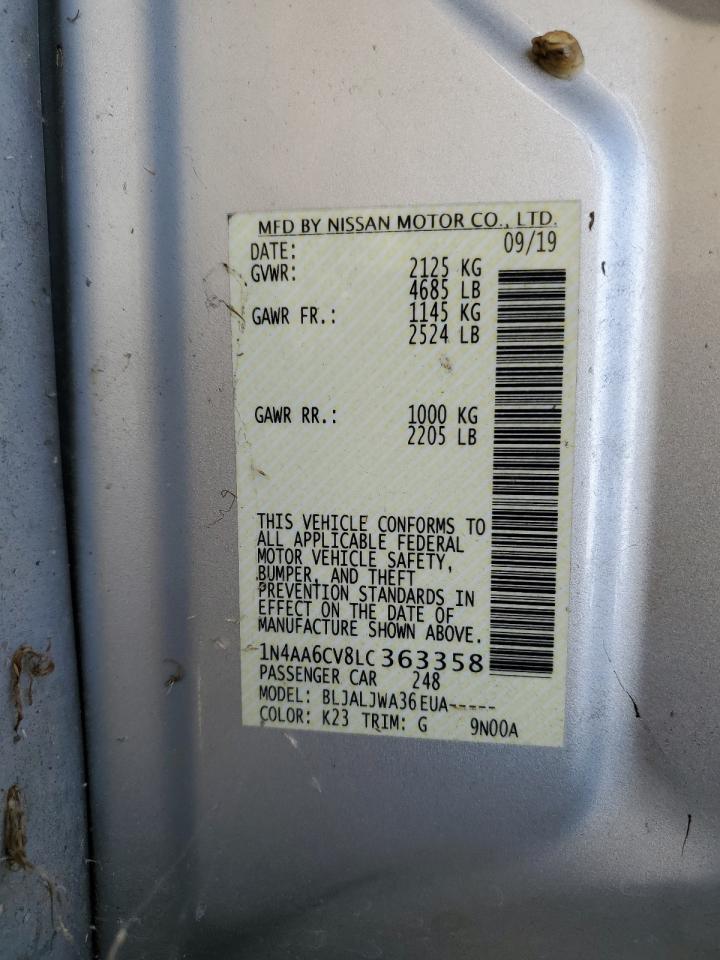 MFD BY NISSAN MOTOR CO., LTD.
DATE: 09/19
GVWR: 2125 KG
4685 LB
GAWR FR.: 1145 KG
2524 LB
GAWR RR.: 1000 KG
2205 LB
THIS VEHICLE CONFORMS TO
ALL APPLICABLE FEDERAL
MOTOR VEHICLE SAFETY,
BUMPER, AND THEFT
PREVENTION STANDARDS IN
EFFECT ON THE DATE OF
MANUFACTURE SHOWN ABOVE.
1N4AA6CV8LC363358
PASSENGER CAR 248
MODEL: BLJALJWA36EUA-----
COLOR: K23 TRIM: G 9N00A